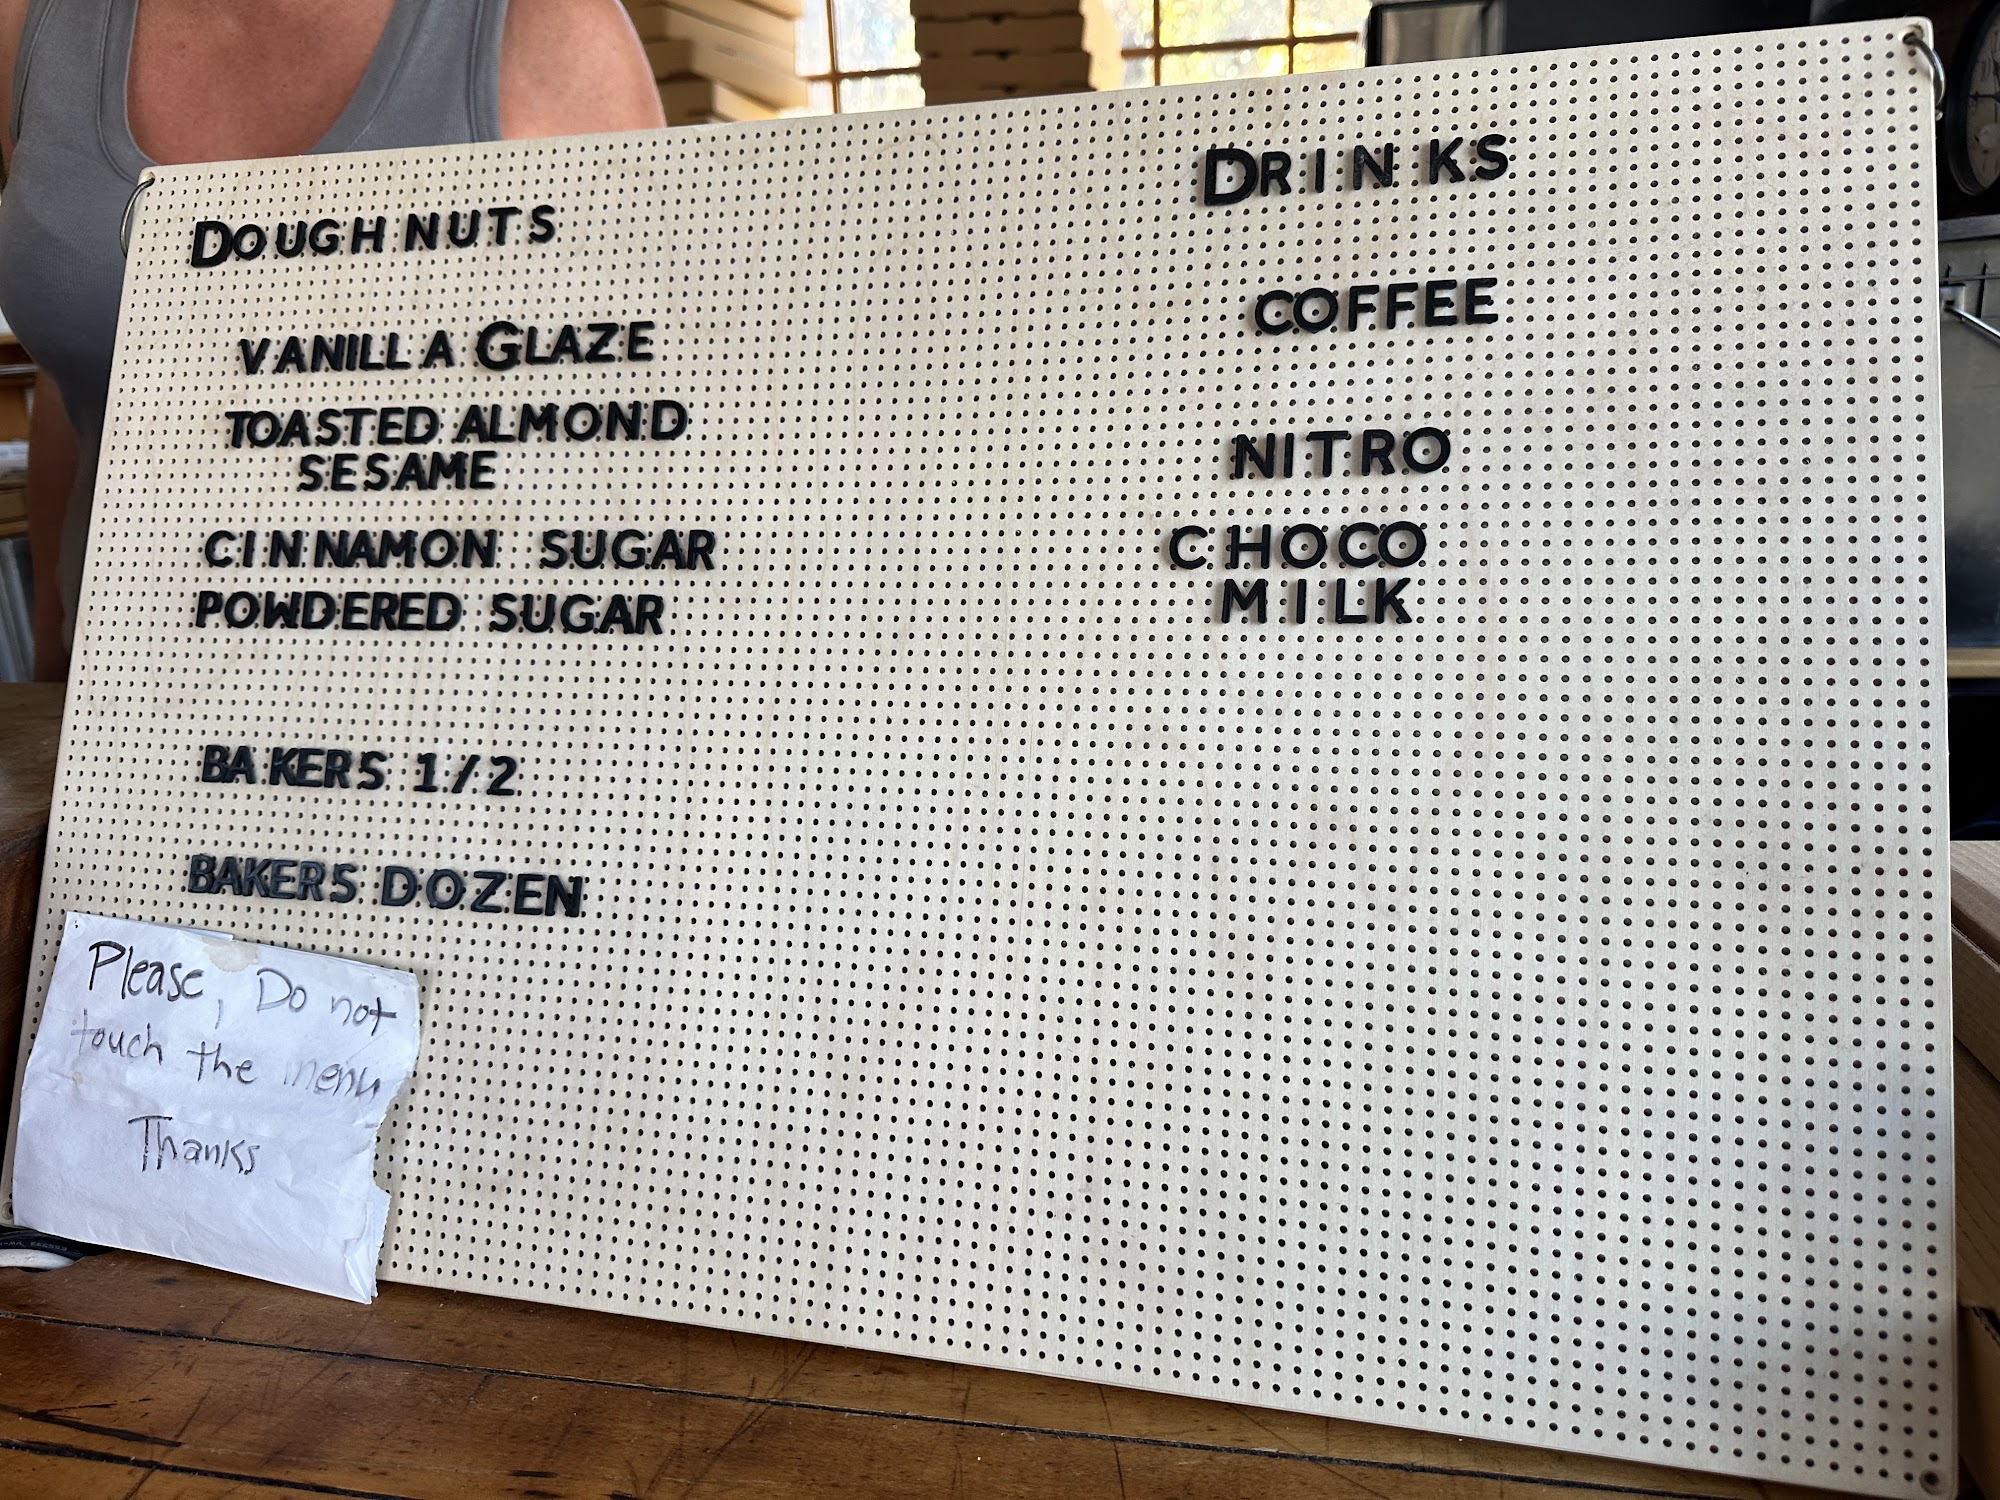 DOUGHNUTS
VANILLA GLAZE
TOASTED ALMOND
SESAME
CINNAMON SUGAR
POWDERED SUGAR
BAKERS 1/2
BAKERS DOZEN
DRINKS
COFFEE
NITRO
CHOCO
MILK
Please, Do not
touch the menu
Thanks